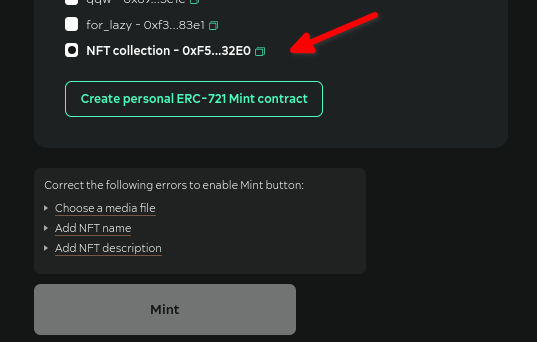 for_lazy - 0xf3...83e1
NFT collection - 0xF5...32E0
Create personal ERC-721 Mint contract
Correct the following errors to enable Mint button:
Choose a media file
Add NFT name
Add NFT description
Mint